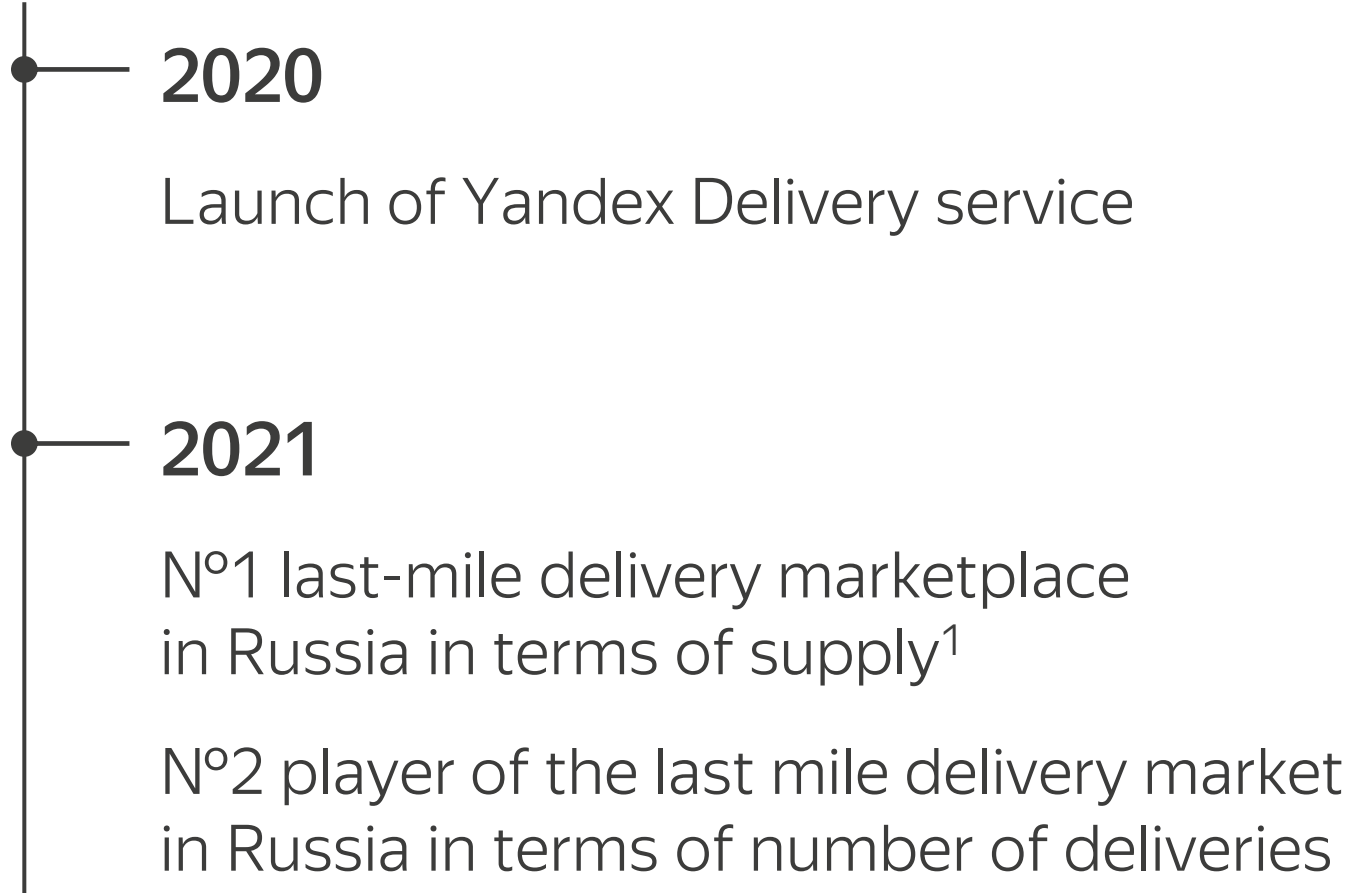 2020
Launch of Yandex Delivery service
2021
Nº1 last-mile delivery marketplace
in Russia in terms of supply¹
Nº2 player of the last mile delivery market
in Russia in terms of number of deliveries